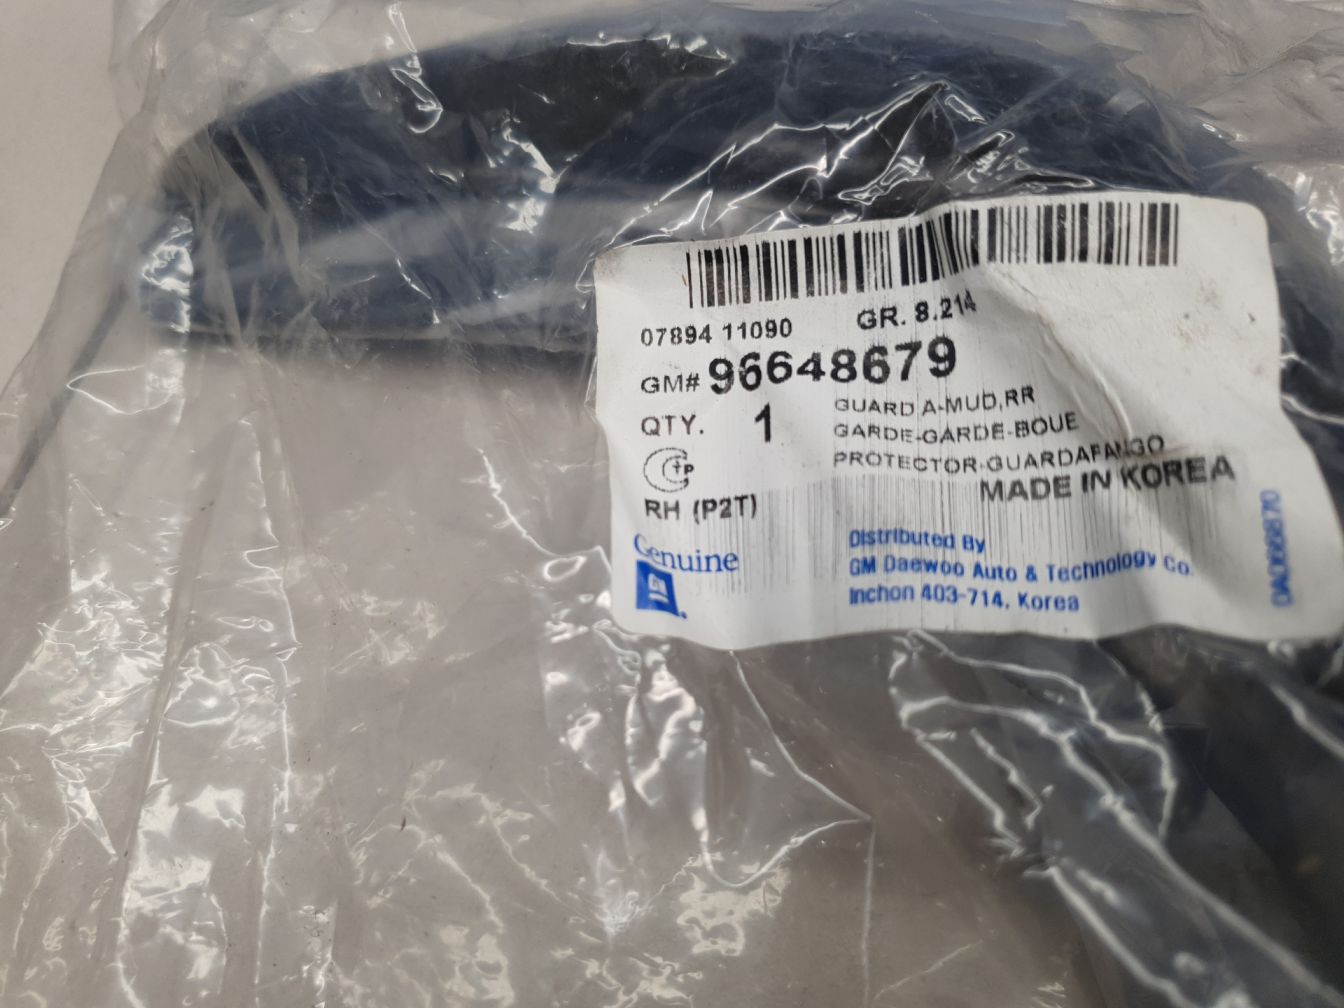 07894 11090 GR. 8.214
GM# 96648679
QTY. 1
GUARD A-MUD,RR
GARDE-GARDE-BOUE
PROTECTOR-GUARDAFANGO
MADE IN KOREA
RH (P2T)
Genuine
GM
Distributed By
GM Daewoo Auto & Technology Co.
Inchon 403-714, Korea